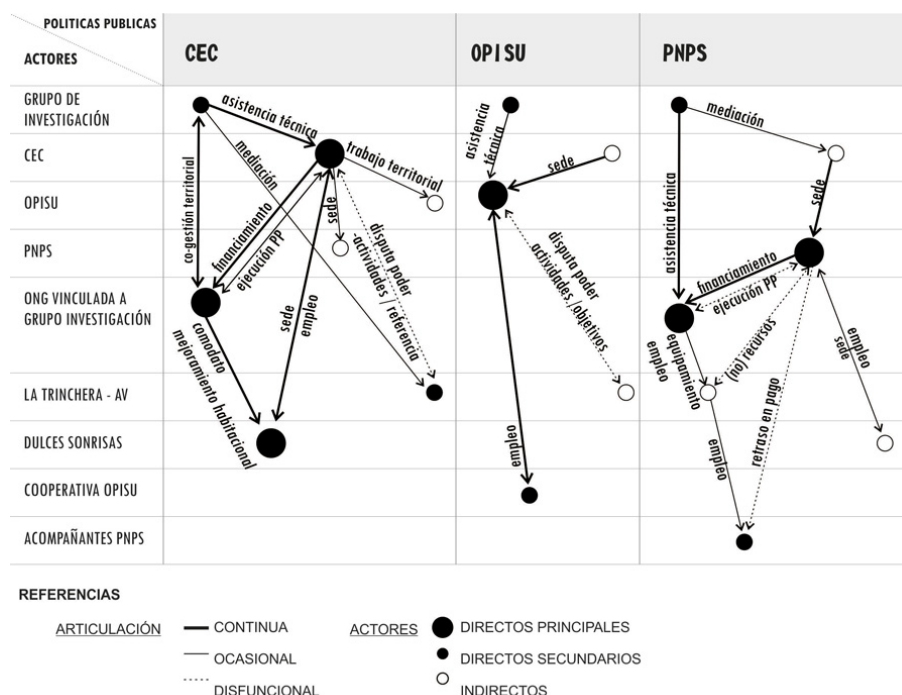 POLITICAS PUBLICAS
ACTORES
CEC
OPISU
PNPS
GRUPO DE
INVESTIGACIÓN
CEC
OPISU
PNPS
ONG VINCULADA A
GRUPO INVESTIGACIÓN
LA TRINCHERA - AV
DULCES SONRISAS
COOPERATIVA OPISU
ACOMPAÑANTES PNPS
asistencia técnica
mediación
trabajo territorial
co-gestión territorial
financiamiento
ejecución PP
sede
disputa poder
actividades / referencia
sede
empleo
comodato
mejoramiento habitacional
asistencia
técnica
sede
disputa poder
actividades /objetivos
empleo
mediación
asistencia técnica
sede
financiamiento
ejecución PP
equipamiento
empleo
(no) recursos
empleo
sede
empleo
retraso en pago
REFERENCIAS
ARTICULACIÓN
CONTINUA
OCASIONAL
DISFUNCIONAL
ACTORES
DIRECTOS PRINCIPALES
DIRECTOS SECUNDARIOS
INDIRECTOS